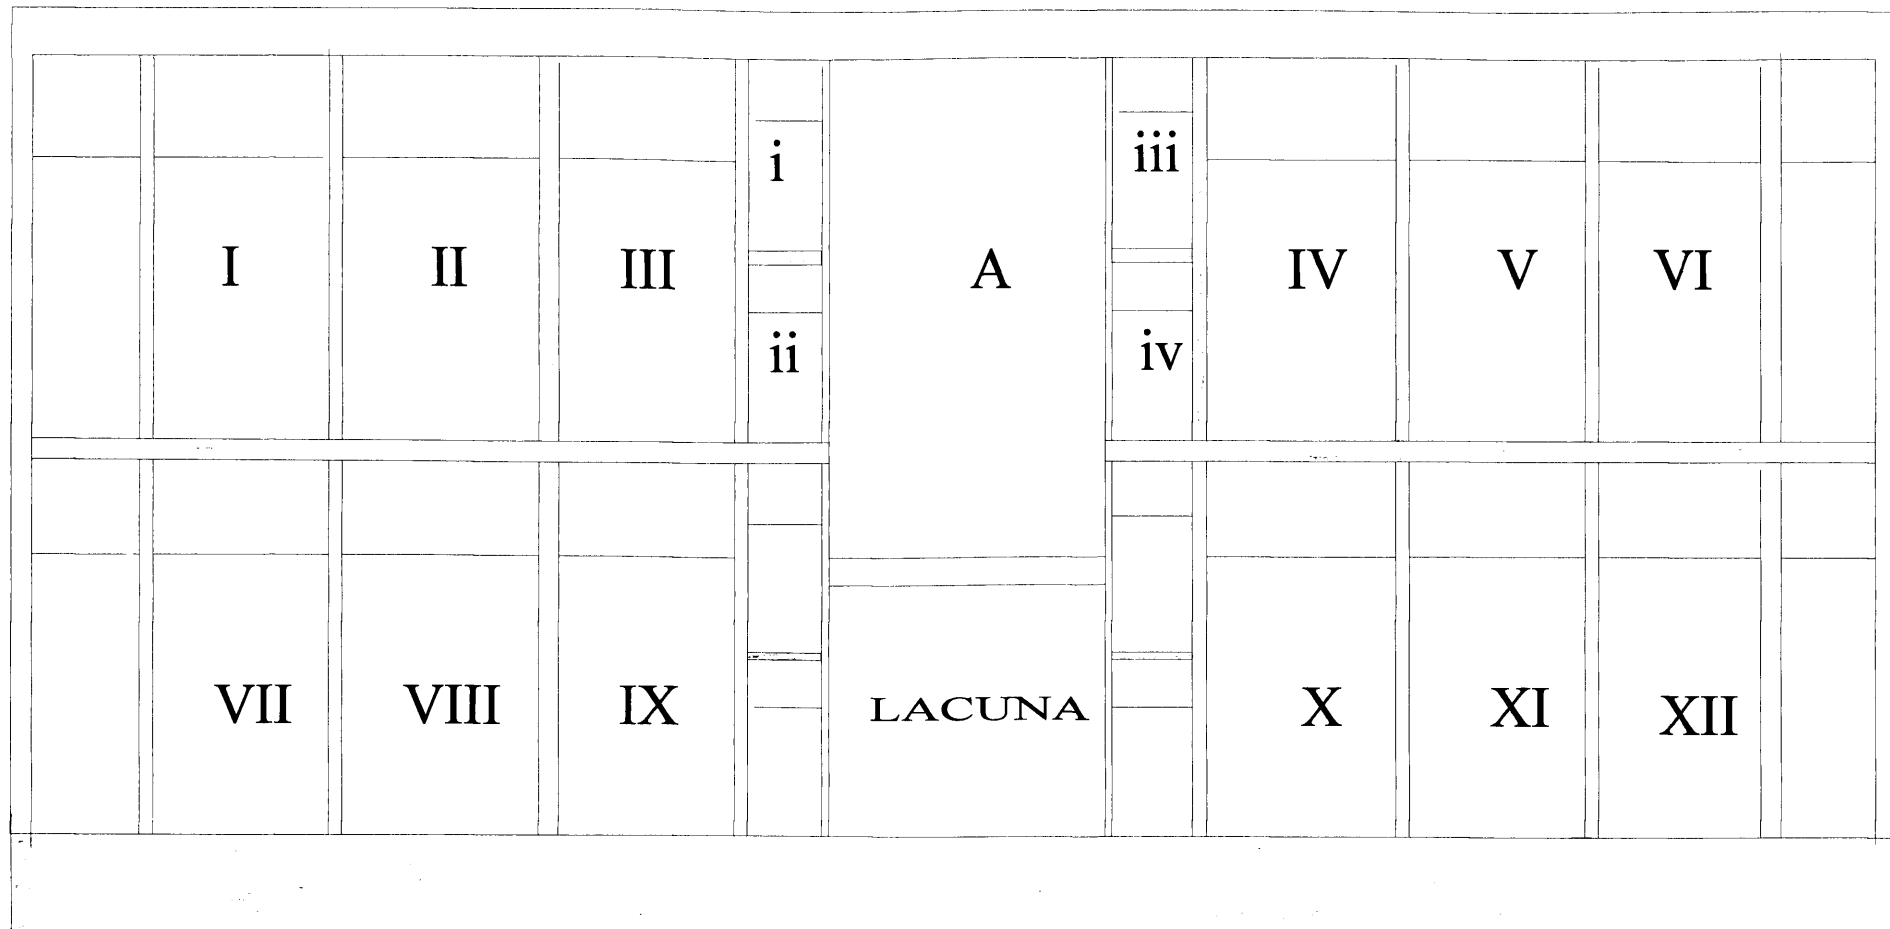 i iii
I II III A IV V VI
ii iv
VII VIII IX LACUNA X XI XII